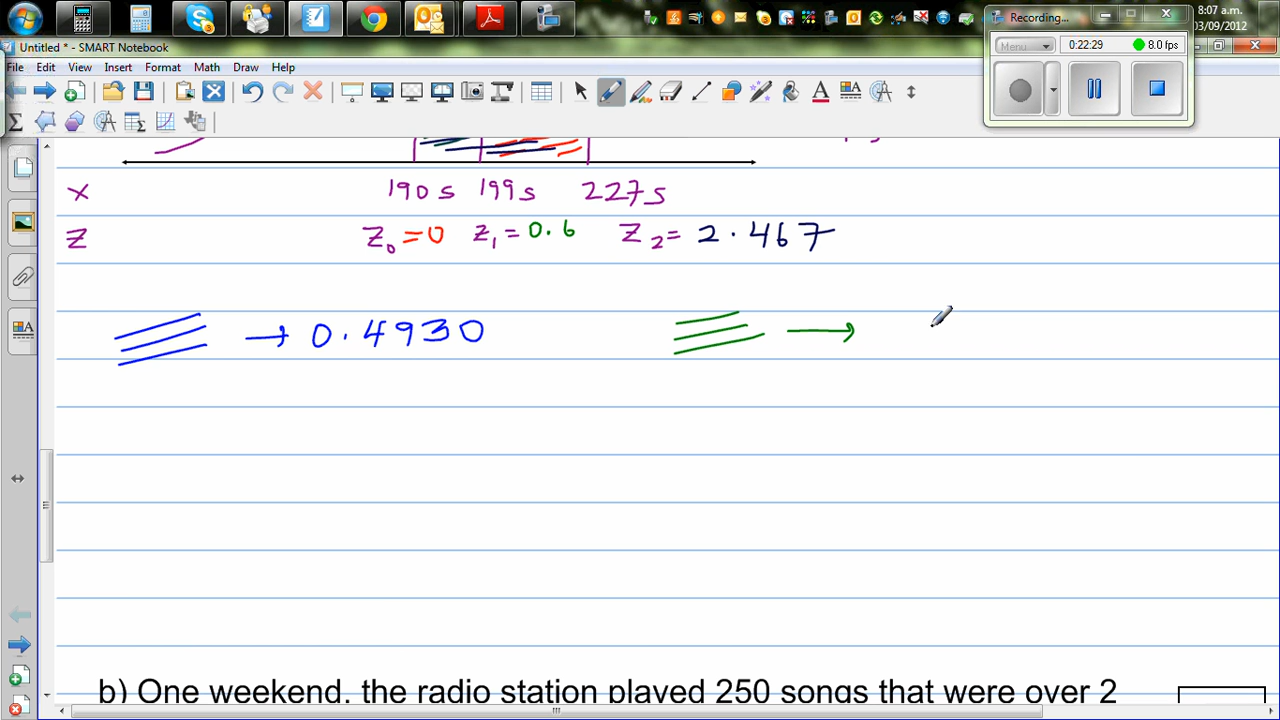 8:07 a.m.
03/09/2012
Recording...
Menu
0:22:29
8.0 fps
Untitled * - SMART Notebook
File Edit View Insert Format Math Draw Help
x 190s 199s 227s
z z₀ = 0 z₁ = 0.6 z₂ = 2.467
→ 0.4930 →
b) One weekend, the radio station played 250 songs that were over 2